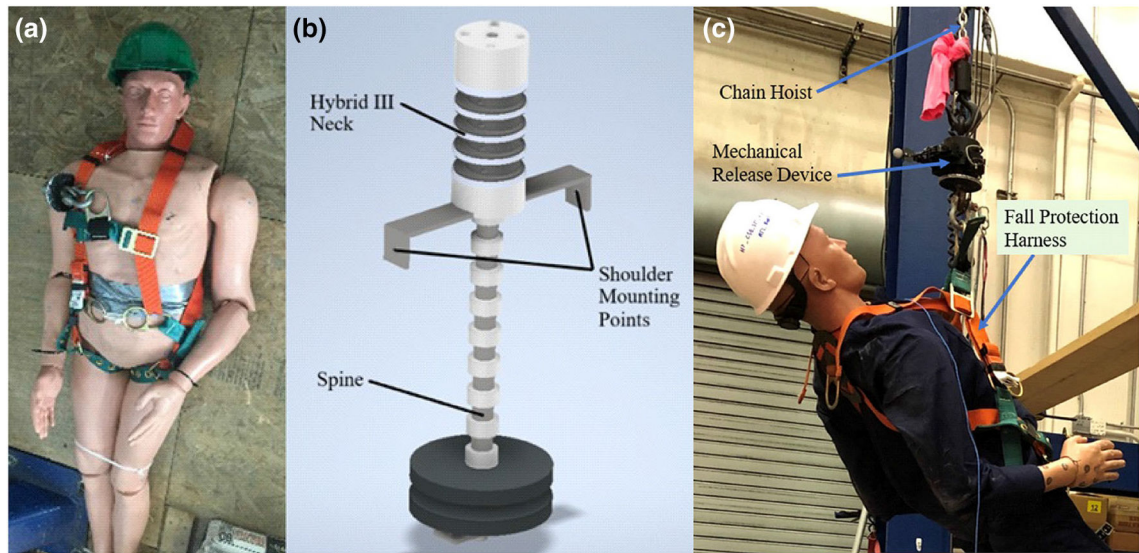 (a)
(b)
Hybrid III
Neck
Shoulder
Mounting
Points
Spine
(c)
Chain Hoist
Mechanical
Release Device
Fall Protection
Harness